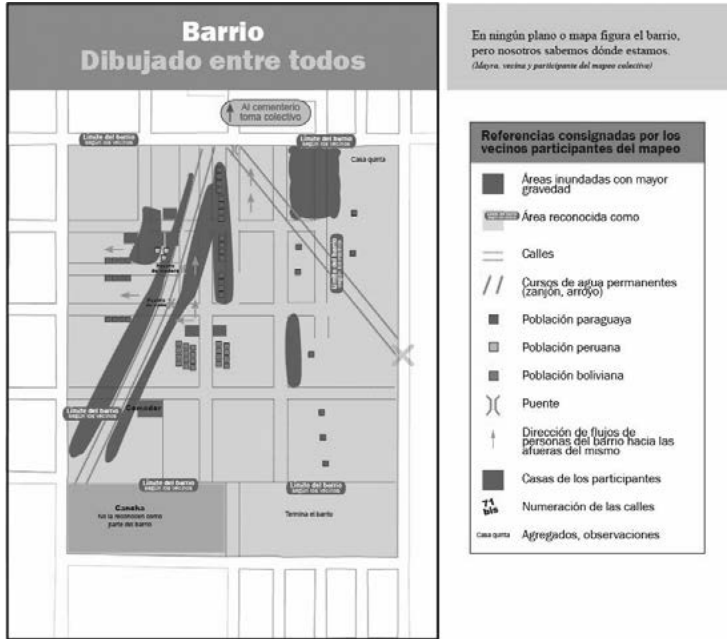 Barrio
Dibujado entre todos
En ningún plano o mapa figura el barrio,
pero nosotros sabemos dónde estamos.
(Mayra, vecina y participante del mapeo colectivo)
Al cementerio
toma colectivo
Límite del barrio
según los vecinos
Límite del barrio
según los vecinos
Casa quinta
Límite del barrio
según los vecinos
Límite del barrio
según los vecinos
Comedor
Límite del barrio
según los vecinos
Límite del barrio
según los vecinos
Cancha
No la reconocen como
parte del barrio
Termina el barrio
Referencias consignadas por los
vecinos participantes del mapeo
Áreas inundadas con mayor
gravedad
Área reconocida como
Calles
Cursos de agua permanentes
(zanjón, arroyo)
Población paraguaya
Población peruana
Población boliviana
Puente
Dirección de flujos de
personas del barrio hacia las
afueras del mismo
Casas de los participantes
71
bis
Numeración de las calles
Casa quinta
Agregados, observaciones